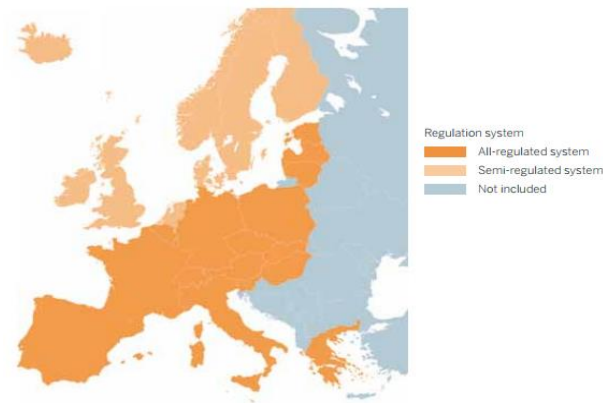 Regulation system
All-regulated system
Semi-regulated system
Not included